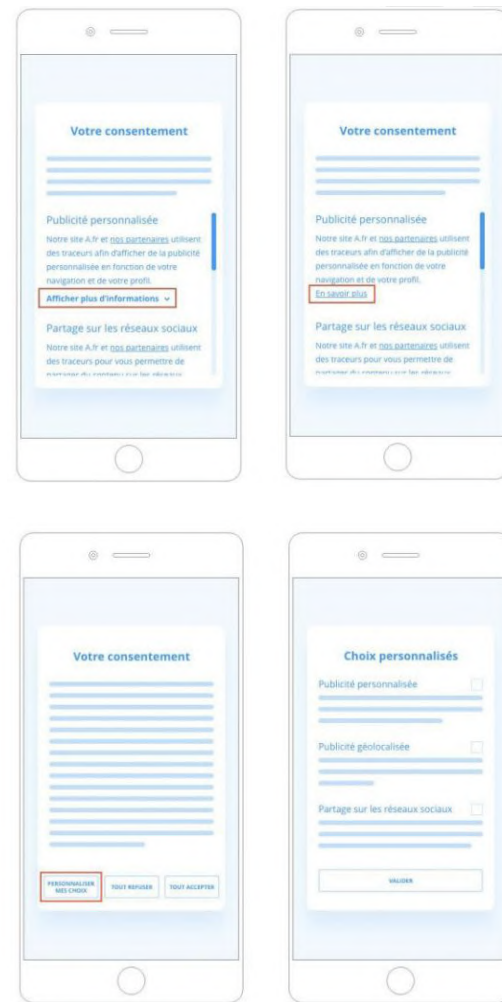 Votre consentement
Publicité personnalisée
Notre site A.fr et nos partenaires utilisent
des traceurs afin d'afficher de la publicité
personnalisée en fonction de votre
navigation et de votre profil.
Afficher plus d'informations
Partage sur les réseaux sociaux
Notre site A.fr et nos partenaires utilisent
des traceurs pour vous permettre de
partager du contenu sur les réseaux
Votre consentement
Publicité personnalisée
Notre site A.fr et nos partenaires utilisent
des traceurs afin d'afficher de la publicité
personnalisée en fonction de votre
navigation et de votre profil.
En savoir plus
Partage sur les réseaux sociaux
Notre site A.fr et nos partenaires utilisent
des traceurs pour vous permettre de
Votre consentement
PERSONNALISER
MES CHOIX
TOUT REFUSER
TOUT ACCEPTER
Choix personnalisés
Publicité personnalisée
Publicité géolocalisée
Partage sur les réseaux sociaux
VALIDER